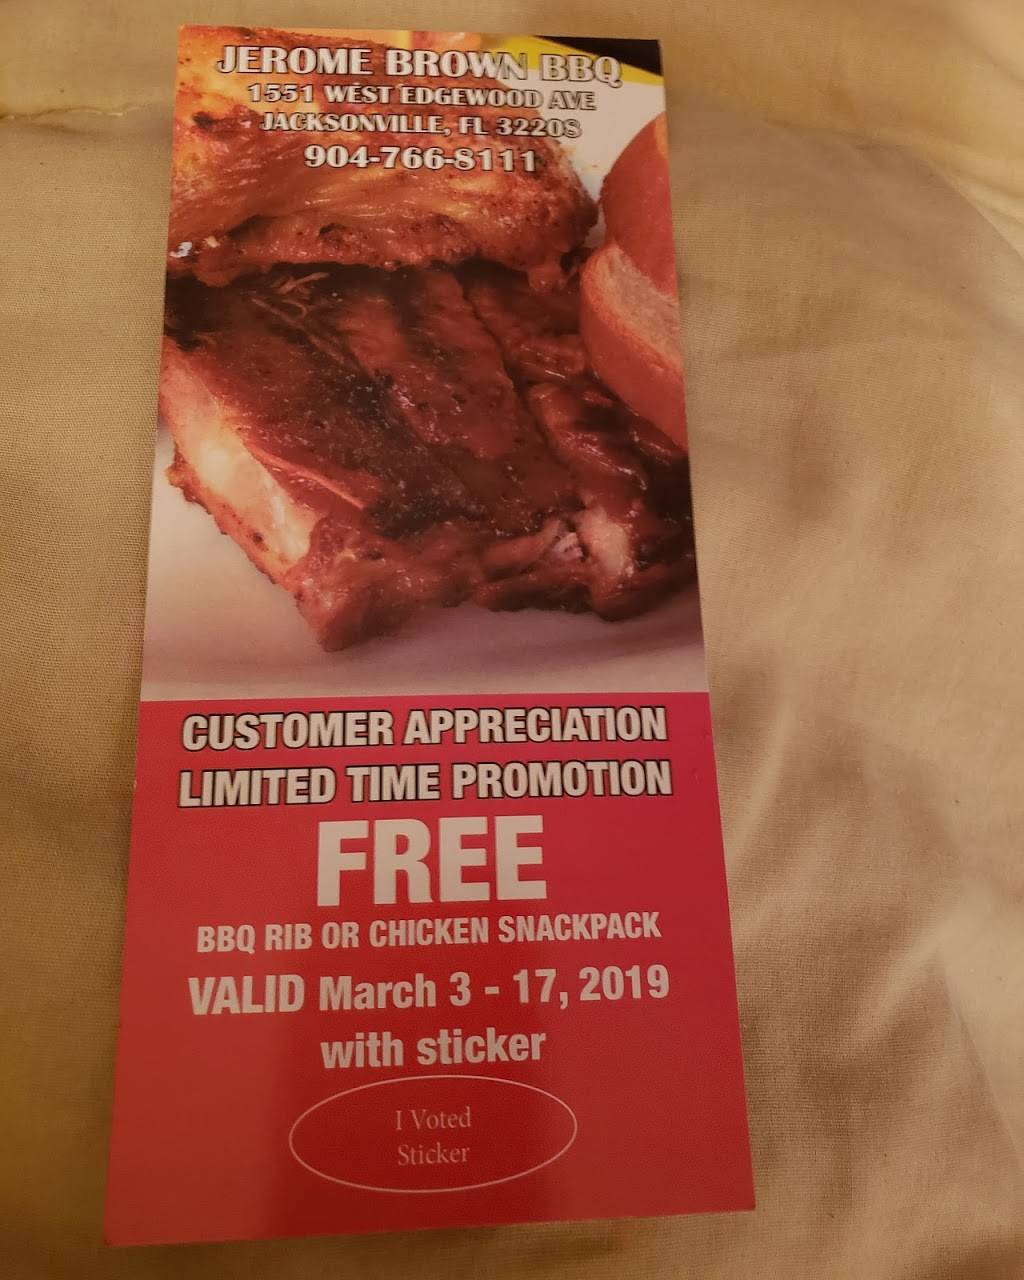 JEROME BROWN BBQ
1551 WEST EDGEWOOD AVE
JACKSONVILLE, FL 32208
904-766-8111
CUSTOMER APPRECIATION
LIMITED TIME PROMOTION
FREE
BBQ RIB OR CHICKEN SNACKPACK
VALID March 3 - 17, 2019
with sticker
I Voted
Sticker